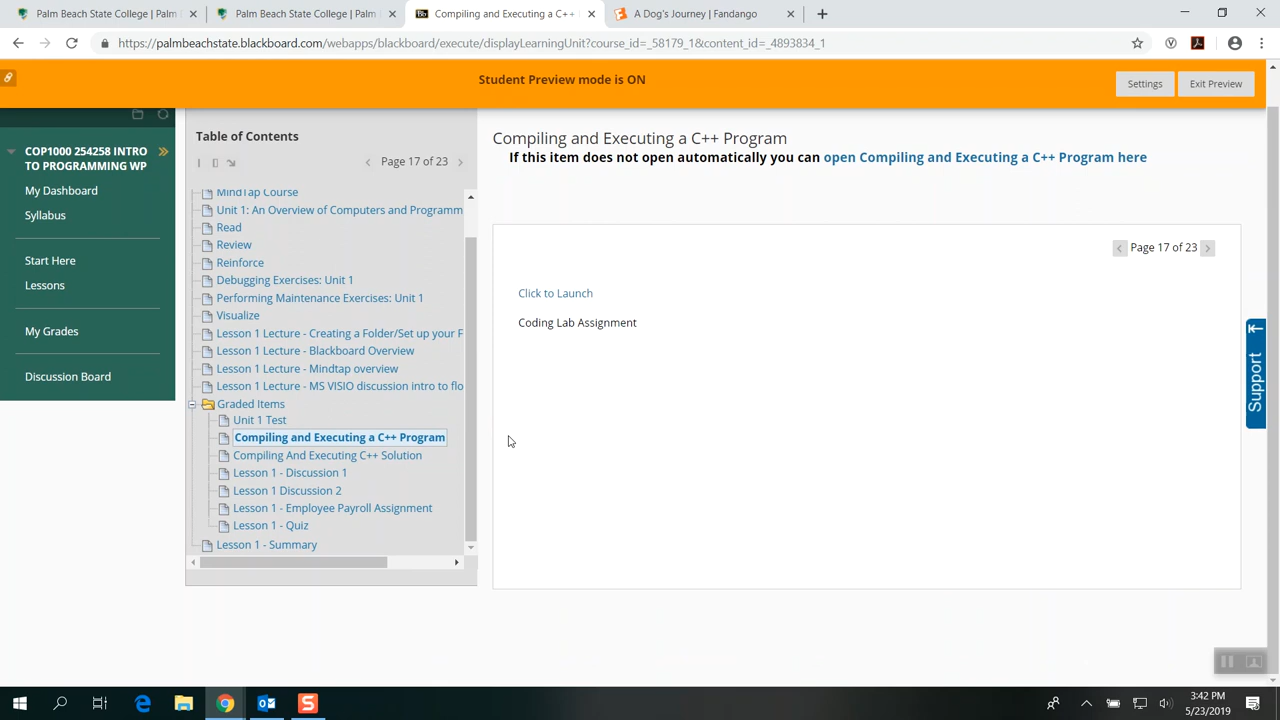 Palm Beach State College | Palm B
Palm Beach State College | Palm B
Compiling and Executing a C++
A Dog's Journey | Fandango
https://palmbeachstate.blackboard.com/webapps/blackboard/execute/displayLearningUnit?course_id=_58179_1&content_id=_4893834_1
Student Preview mode is ON
Settings
Exit Preview
COP1000 254258 INTRO
TO PROGRAMMING WP
My Dashboard
Syllabus
Start Here
Lessons
My Grades
Discussion Board
Table of Contents
Page 17 of 23
MindTap Course
Unit 1: An Overview of Computers and Programm
Read
Review
Reinforce
Debugging Exercises: Unit 1
Performing Maintenance Exercises: Unit 1
Visualize
Lesson 1 Lecture - Creating a Folder/Set up your F
Lesson 1 Lecture - Blackboard Overview
Lesson 1 Lecture - Mindtap overview
Lesson 1 Lecture - MS VISIO discussion intro to flo
Graded Items
Unit 1 Test
Compiling and Executing a C++ Program
Compiling And Executing C++ Solution
Lesson 1 - Discussion 1
Lesson 1 Discussion 2
Lesson 1 - Employee Payroll Assignment
Lesson 1 - Quiz
Lesson 1 - Summary
Compiling and Executing a C++ Program
If this item does not open automatically you can open Compiling and Executing a C++ Program here
Page 17 of 23
Click to Launch
Coding Lab Assignment
Support
3:42 PM
5/23/2019